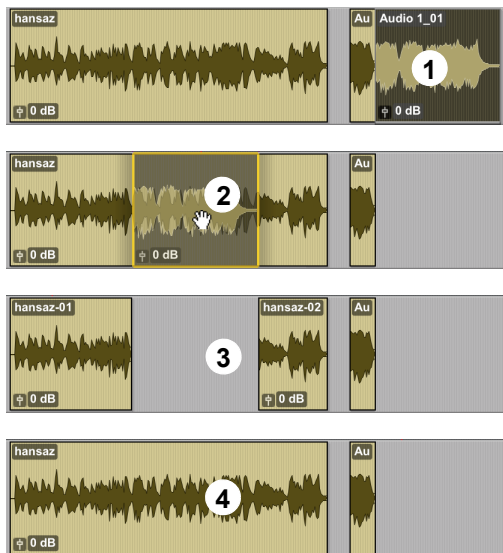 hansaz Au Audio 1_01
1
0 dB 0 dB
hansaz Au
2
0 dB 0 dB
hansaz-01 hansaz-02 Au
3
0 dB 0 dB
hansaz Au
4
0 dB